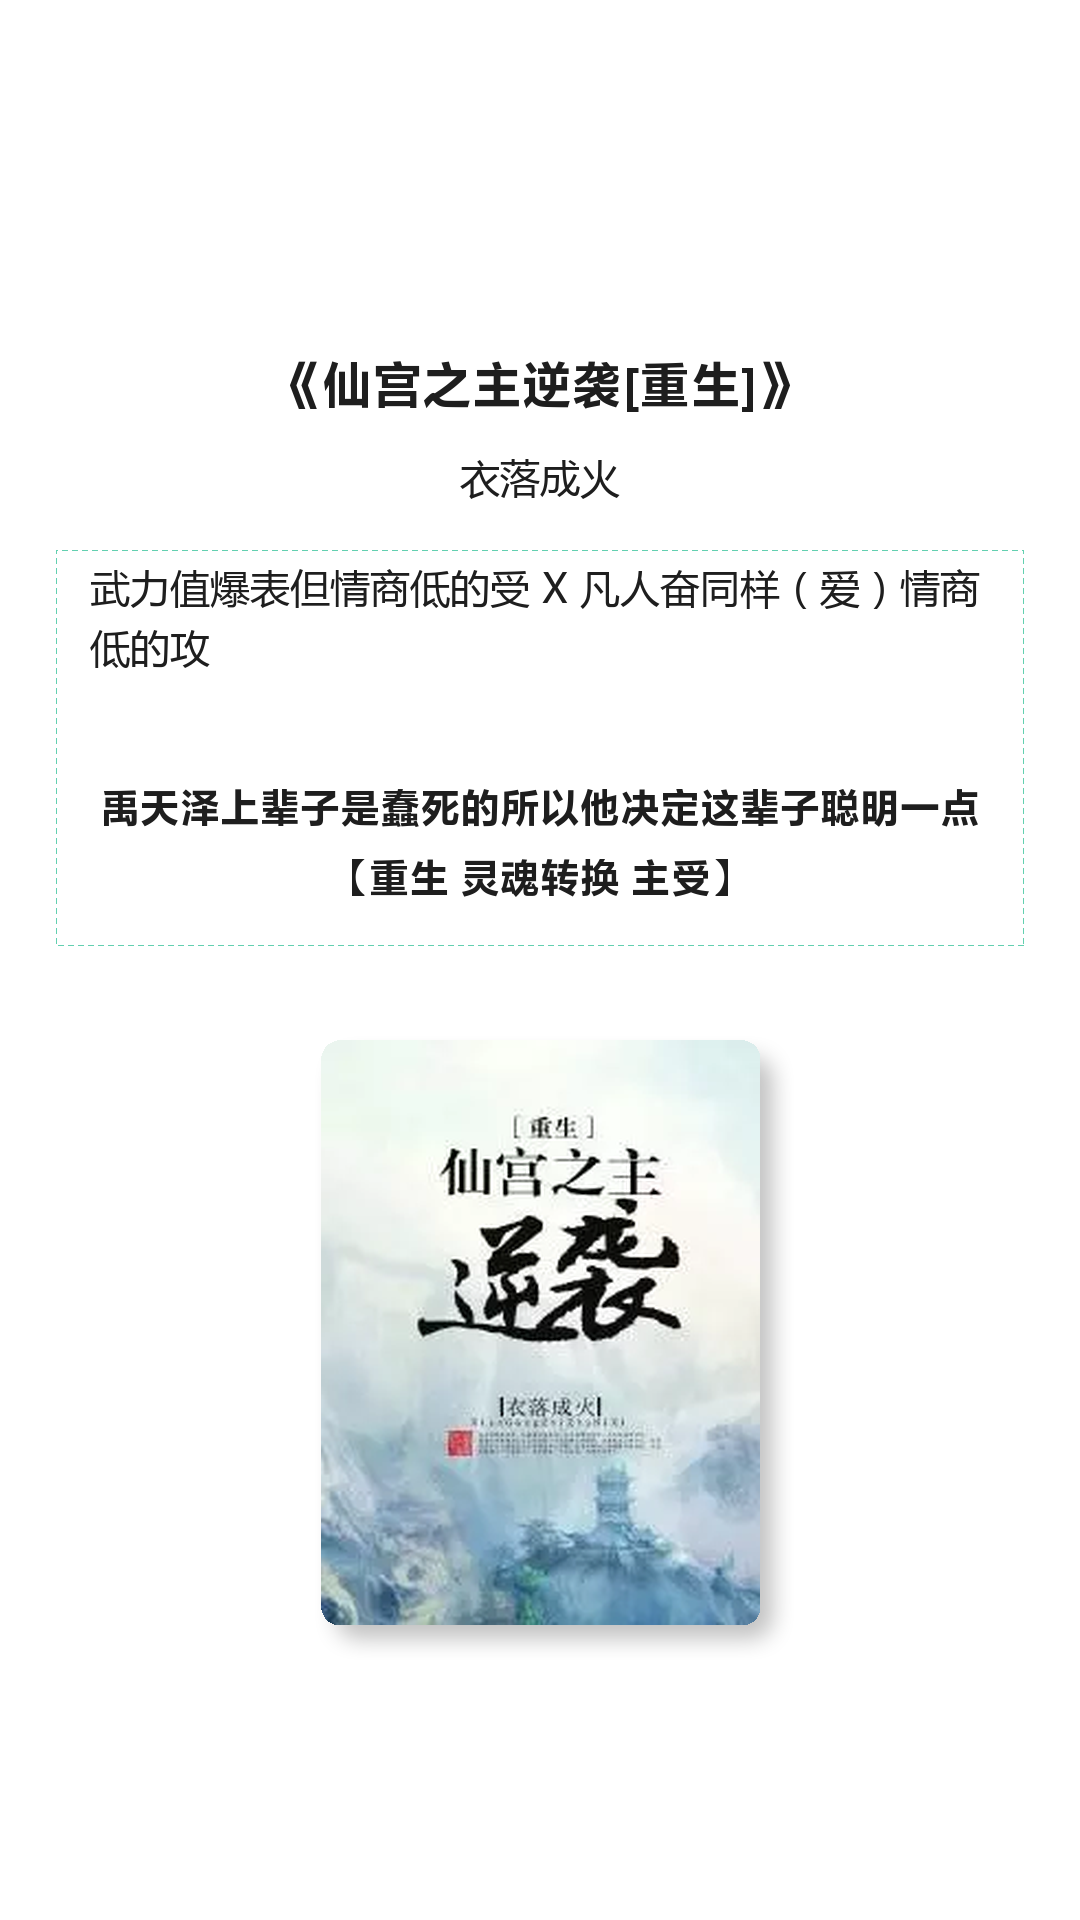 《仙宫之主逆袭[重生]》
衣落成火
武力值爆表但情商低的受 X 凡人奋同样（爱）情商
低的攻
禹天泽上辈子是蠢死的所以他决定这辈子聪明一点
【重生 灵魂转换 主受】
［重生］
仙宫之主
逆袭
衣落成火